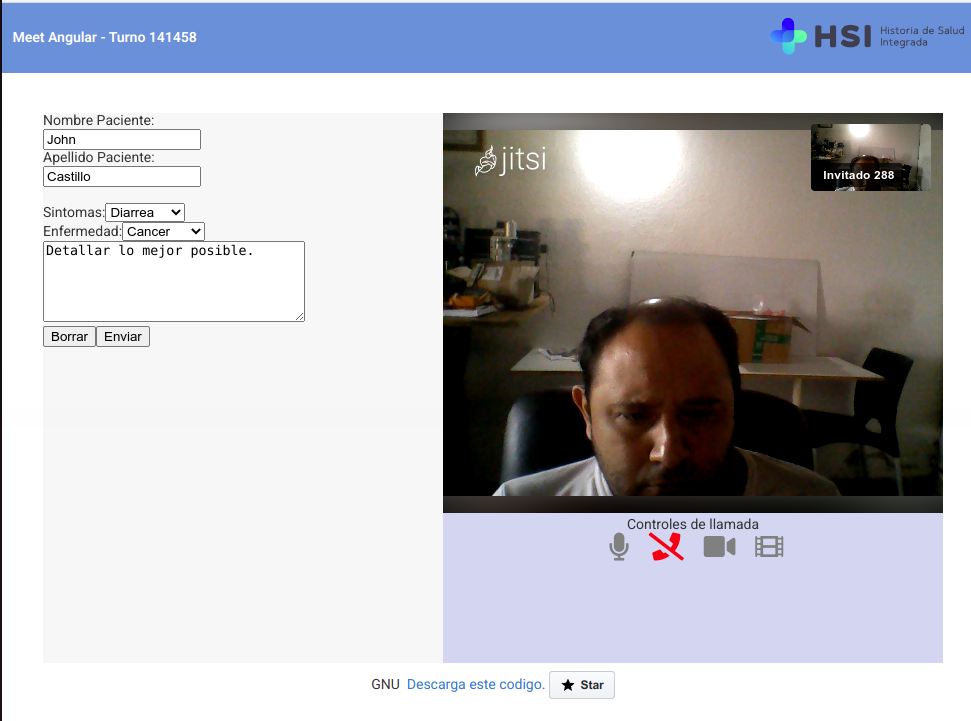 Meet Angular - Turno 141458
HSI
Historia de Salud
Integrada
Nombre Paciente:
John
Apellido Paciente:
Castillo
Sintomas: Diarrea
Enfermedad: Cancer
Detallar lo mejor posible.
Borrar Enviar
jitsi
Invitado 288
Controles de llamada
GNU Descarga este codigo. Star